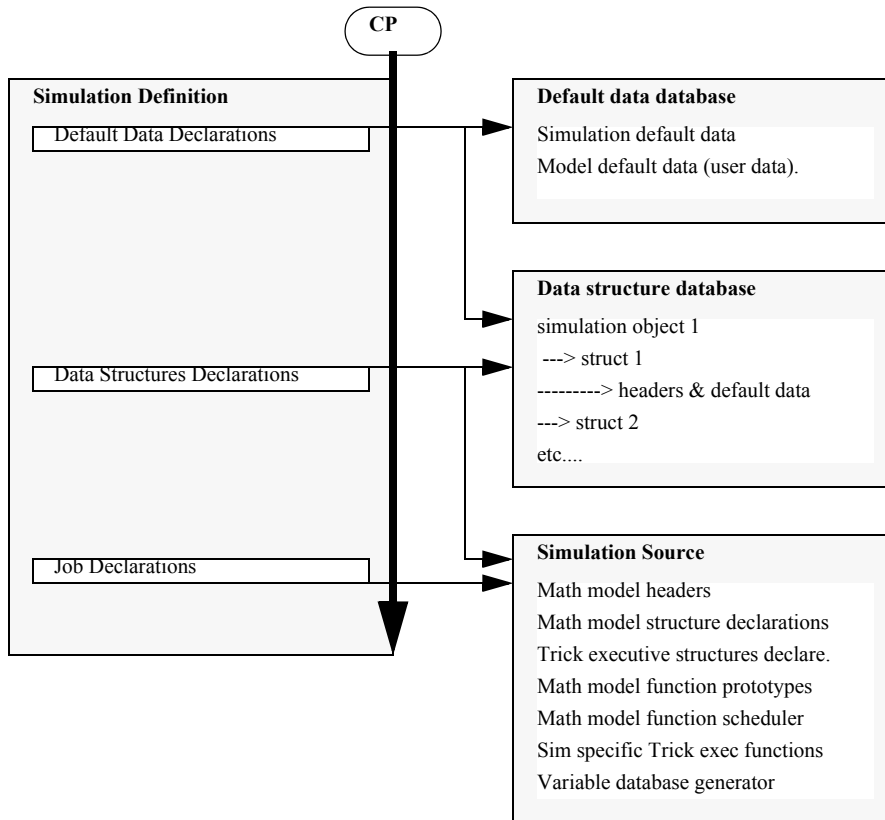 CP
Simulation Definition
Default Data Declarations
Data Structures Declarations
Job Declarations
Default data database
Simulation default data
Model default data (user data).
Data structure database
simulation object 1
---> struct 1
---------> headers & default data
---> struct 2
etc....
Simulation Source
Math model headers
Math model structure declarations
Trick executive structures declare.
Math model function prototypes
Math model function scheduler
Sim specific Trick exec functions
Variable database generator